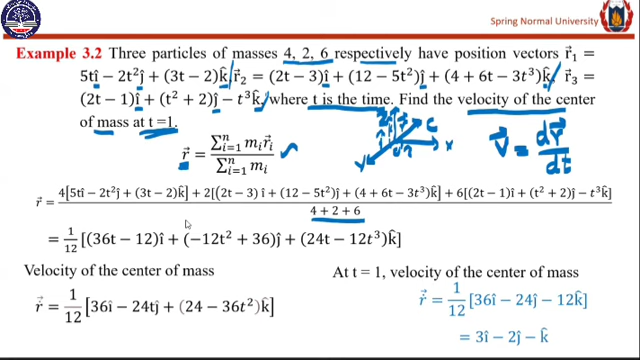 Spring Normal University
Example 3.2 Three particles of masses 4, 2, 6 respectively have position vectors r⃗₁ =
5tî − 2t²ĵ + (3t − 2)k̂, r⃗₂ = (2t − 3)î + (12 − 5t²)ĵ + (4 + 6t − 3t³)k̂, r⃗₃ =
(2t − 1)î + (t² + 2)ĵ − t³k̂, where t is the time. Find the velocity of the center
of mass at t =1.
r⃗ = ∑ⁿᵢ₌₁ mᵢr⃗ᵢ / ∑ⁿᵢ₌₁ mᵢ
v⃗ = dr⃗/dt
r⃗ = 4[5tî − 2t²ĵ + (3t − 2)k̂] + 2[(2t − 3) î + (12 − 5t²)ĵ + (4 + 6t − 3t³)k̂] + 6[(2t − 1)î + (t² + 2)ĵ − t³k̂] / 4 + 2 + 6
= 1/12 [(36t − 12)î + (−12t² + 36)ĵ + (24t − 12t³)k̂]
Velocity of the center of mass
ṙ⃗ = 1/12 [36î − 24tĵ + (24 − 36t²)k̂]
At t = 1, velocity of the center of mass
ṙ⃗ = 1/12 [36î − 24ĵ − 12k̂]
= 3î − 2ĵ − k̂